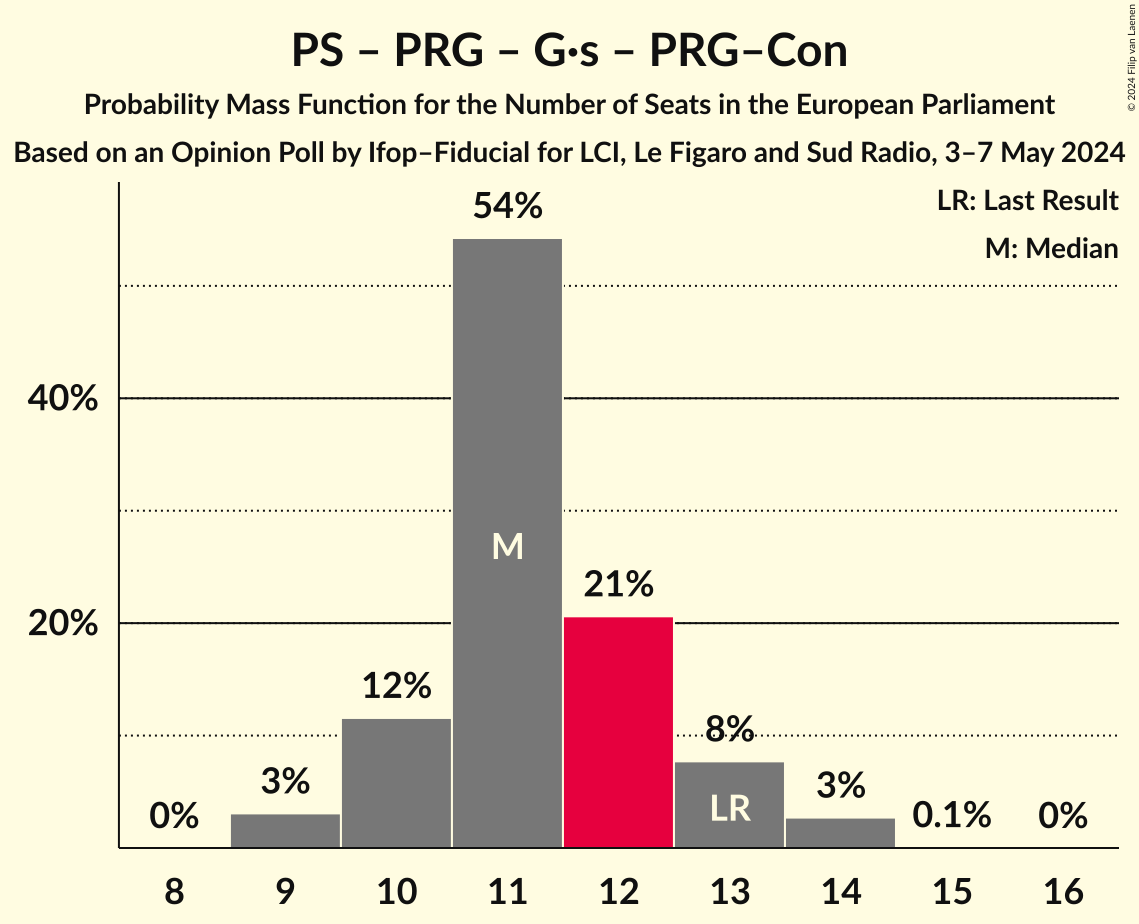 PS – PRG – G·s – PRG–Con
Probability Mass Function for the Number of Seats in the European Parliament
Based on an Opinion Poll by Ifop–Fiducial for LCI, Le Figaro and Sud Radio, 3–7 May 2024
© 2024 Filip van Laenen
LR: Last Result
M: Median
54%
40%
M
21%
20%
12%
8%
3%
3%
LR
0%
0.1%
0%
8 9 10 11 12 13 14 15 16